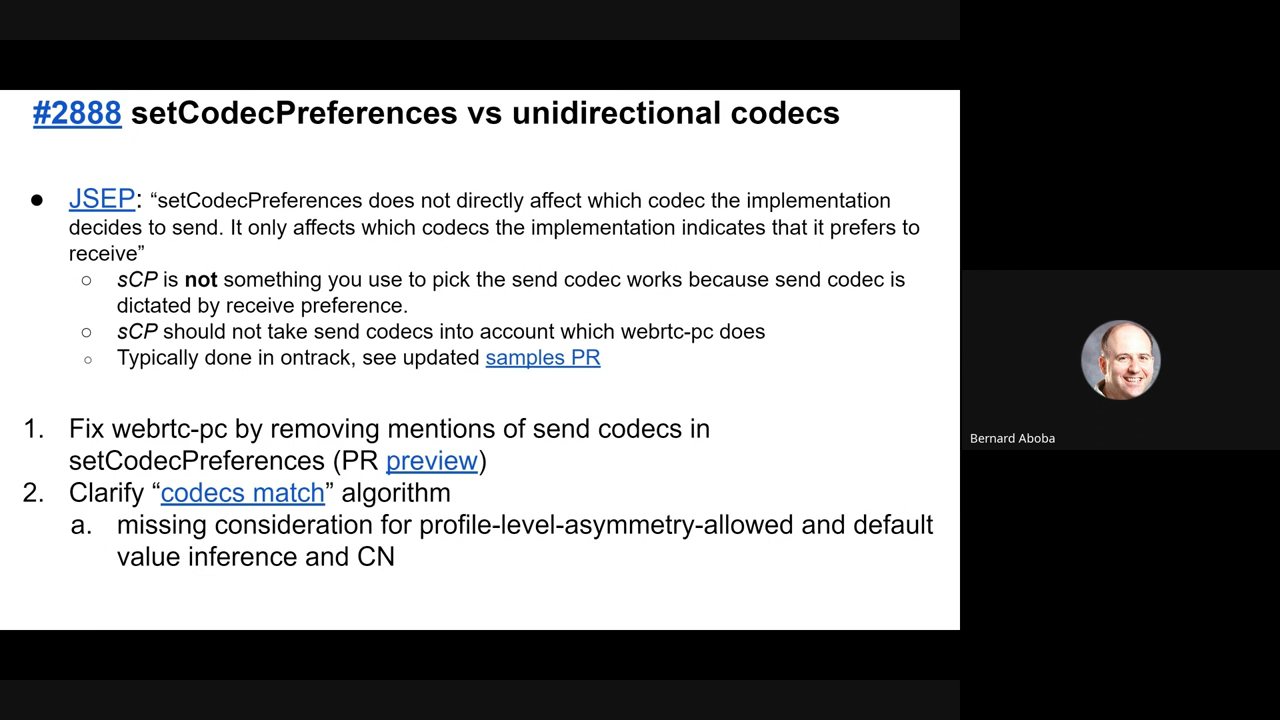 #2888 setCodecPreferences vs unidirectional codecs
● JSEP: “setCodecPreferences does not directly affect which codec the implementation
decides to send. It only affects which codecs the implementation indicates that it prefers to
receive”
○ sCP is not something you use to pick the send codec works because send codec is
dictated by receive preference.
○ sCP should not take send codecs into account which webrtc-pc does
○ Typically done in ontrack, see updated samples PR
1. Fix webrtc-pc by removing mentions of send codecs in
setCodecPreferences (PR preview)
2. Clarify “codecs match” algorithm
a. missing consideration for profile-level-asymmetry-allowed and default
value inference and CN
Bernard Aboba